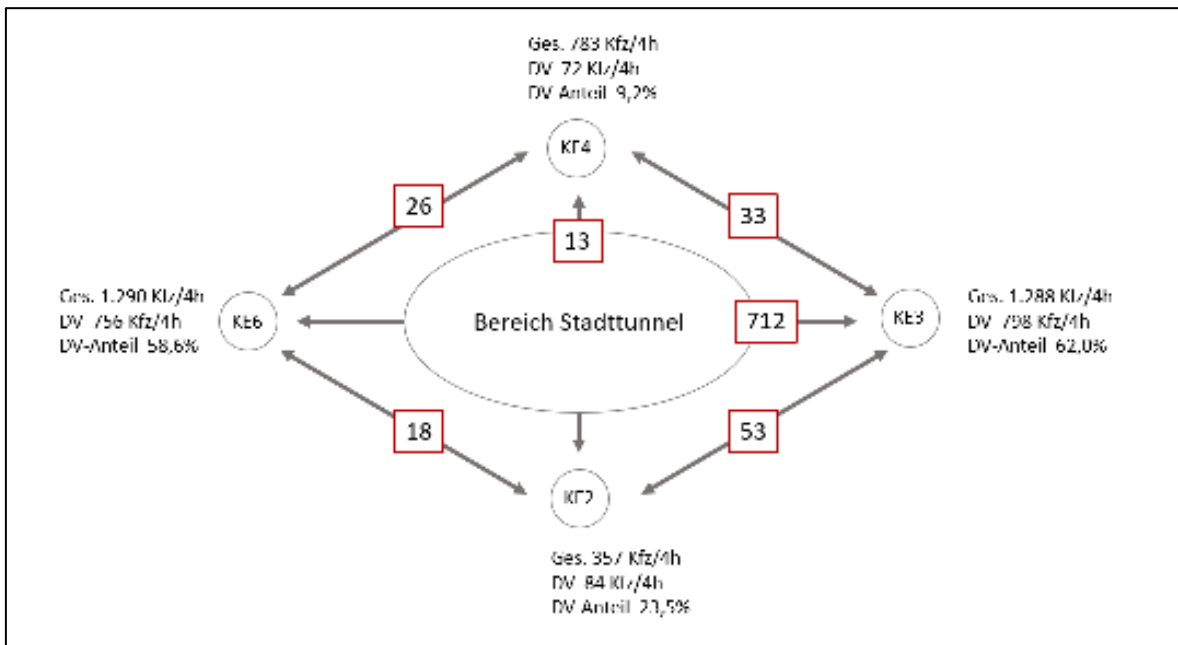 Ges. 783 Kfz/4h
DV 72 Kfz/4h
DV Anteil 9,2%
KE4
26
33
13
Ges. 1.290 Kfz/4h
DV 756 Kfz/4h
DV-Anteil 58,6%
KE6
Bereich Stadttunnel
712
KE3
Ges. 1.288 Kfz/4h
DV 798 Kfz/4h
DV-Anteil 62,0%
18
53
KE2
Ges. 357 Kfz/4h
DV 84 Kfz/4h
DV Anteil 23,5%